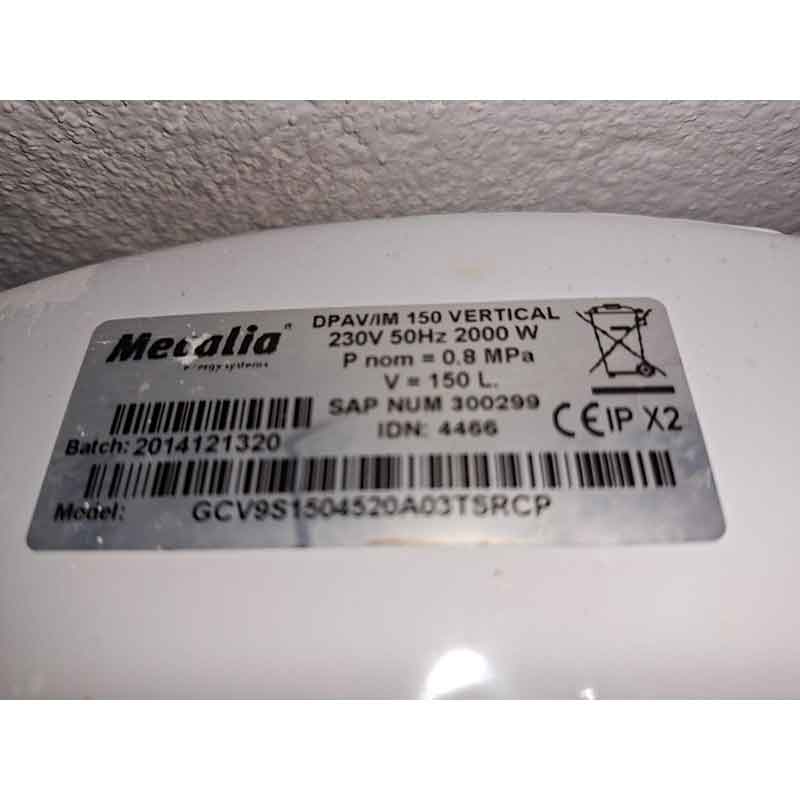 Metalia®
energy systems
DPAV/IM 150 VERTICAL
230V 50Hz 2000 W
P nom = 0,8 MPa
V = 150 L.
SAP NUM 300299
IDN: 4466
CE IP X2
Batch: 2014121320
Model: GCV9S1504520A03TSRCP